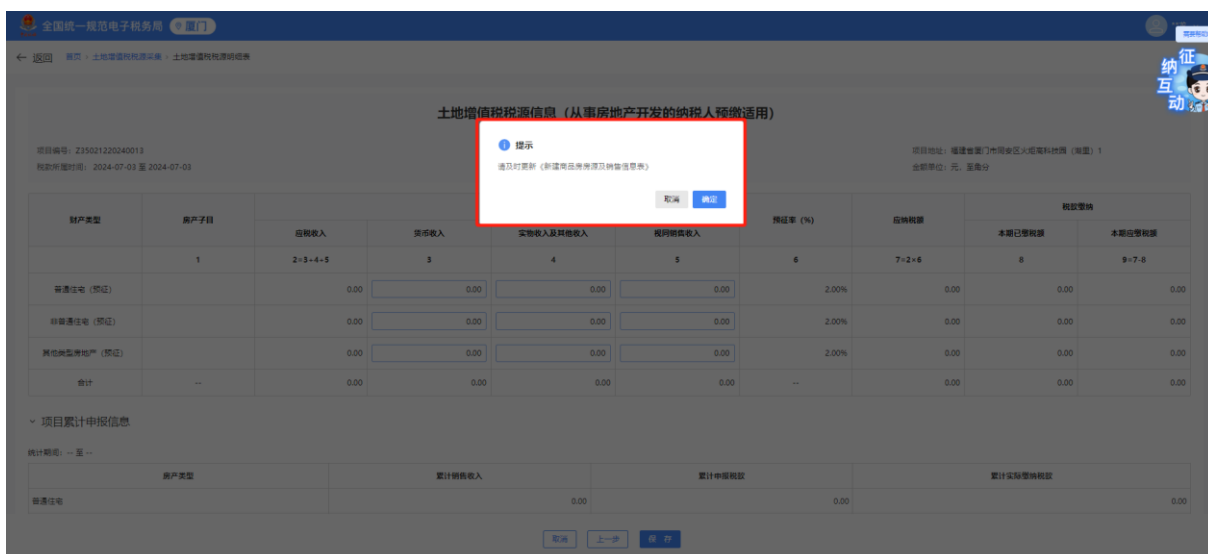 全国统一规范电子税务局 厦门
返回 首页 > 土地增值税税源采集 > 土地增值税税源明细表
纳
征
互
动
土地增值税税源信息（从事房地产开发的纳税人预缴适用）
提示
请及时更新《新建商品房房源及销售信息表》
取消 确定
项目编号：Z35021220240013
项目地址：福建省厦门市同安区火炬高科技园（翔里）1
税款所属时间：2024-07-03 至 2024-07-03
金额单位：元，至角分
财产类型 房产子目 预征率（%） 应纳税额 税款缴纳
应税收入 货币收入 实物收入及其他收入 视同销售收入 本期已缴税额 本期应缴税额
1 2=3+4+5 3 4 5 6 7=2×6 8 9=7-8
普通住宅（预征） 0.00 0.00 0.00 0.00 2.00% 0.00 0.00 0.00
非普通住宅（预征） 0.00 0.00 0.00 0.00 2.00% 0.00 0.00 0.00
其他类型房地产（预征） 0.00 0.00 0.00 0.00 2.00% 0.00 0.00 0.00
合计 -- 0.00 0.00 0.00 0.00 -- 0.00 0.00 0.00
项目累计申报信息
统计期间：-- 至 --
房产类型 累计销售收入 累计申报税款 累计实际缴纳税款
普通住宅 0.00 0.00 0.00
取消 上一步 保 存